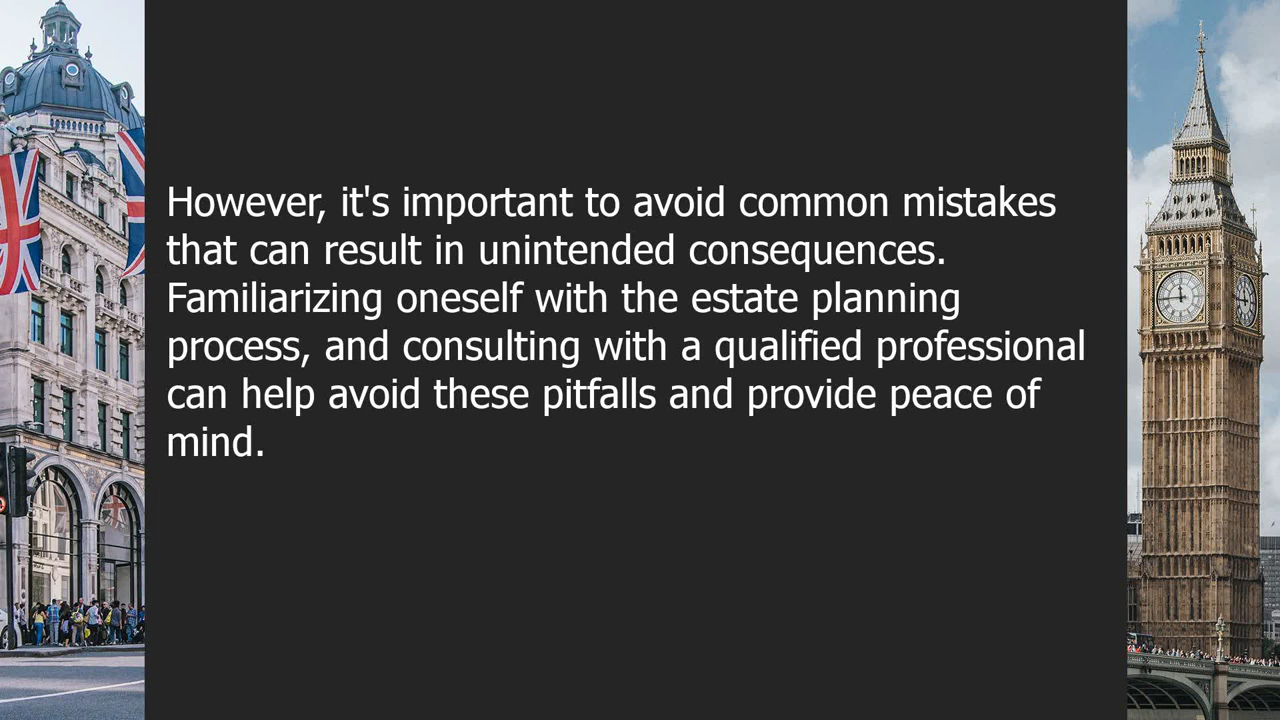 However, it's important to avoid common mistakes
that can result in unintended consequences.
Familiarizing oneself with the estate planning
process, and consulting with a qualified professional
can help avoid these pitfalls and provide peace of
mind.